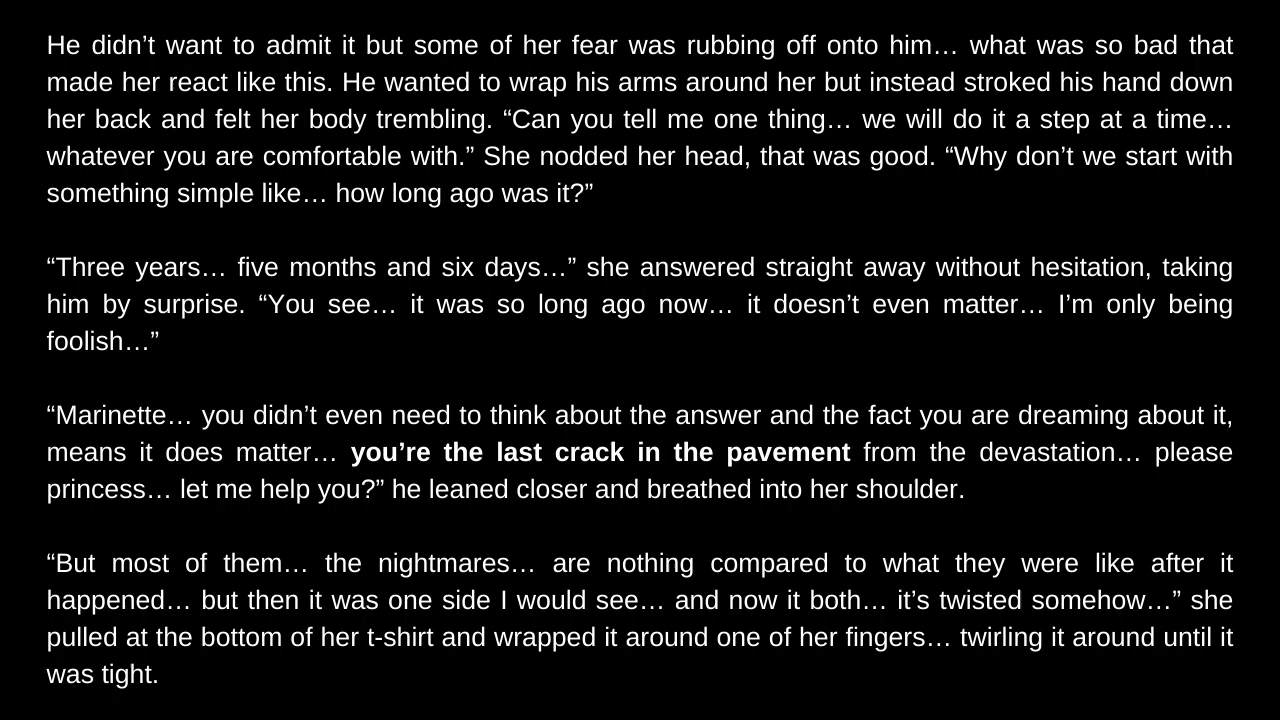 He didn’t want to admit it but some of her fear was rubbing off onto him… what was so bad that
made her react like this. He wanted to wrap his arms around her but instead stroked his hand down
her back and felt her body trembling. “Can you tell me one thing… we will do it a step at a time…
whatever you are comfortable with.” She nodded her head, that was good. “Why don’t we start with
something simple like… how long ago was it?”
“Three years… five months and six days…” she answered straight away without hesitation, taking
him by surprise. “You see… it was so long ago now… it doesn’t even matter… I’m only being
foolish…”
“Marinette… you didn’t even need to think about the answer and the fact you are dreaming about it,
means it does matter… you’re the last crack in the pavement from the devastation… please
princess… let me help you?” he leaned closer and breathed into her shoulder.
“But most of them… the nightmares… are nothing compared to what they were like after it
happened… but then it was one side I would see… and now it both… it’s twisted somehow…” she
pulled at the bottom of her t-shirt and wrapped it around one of her fingers… twirling it around until it
was tight.